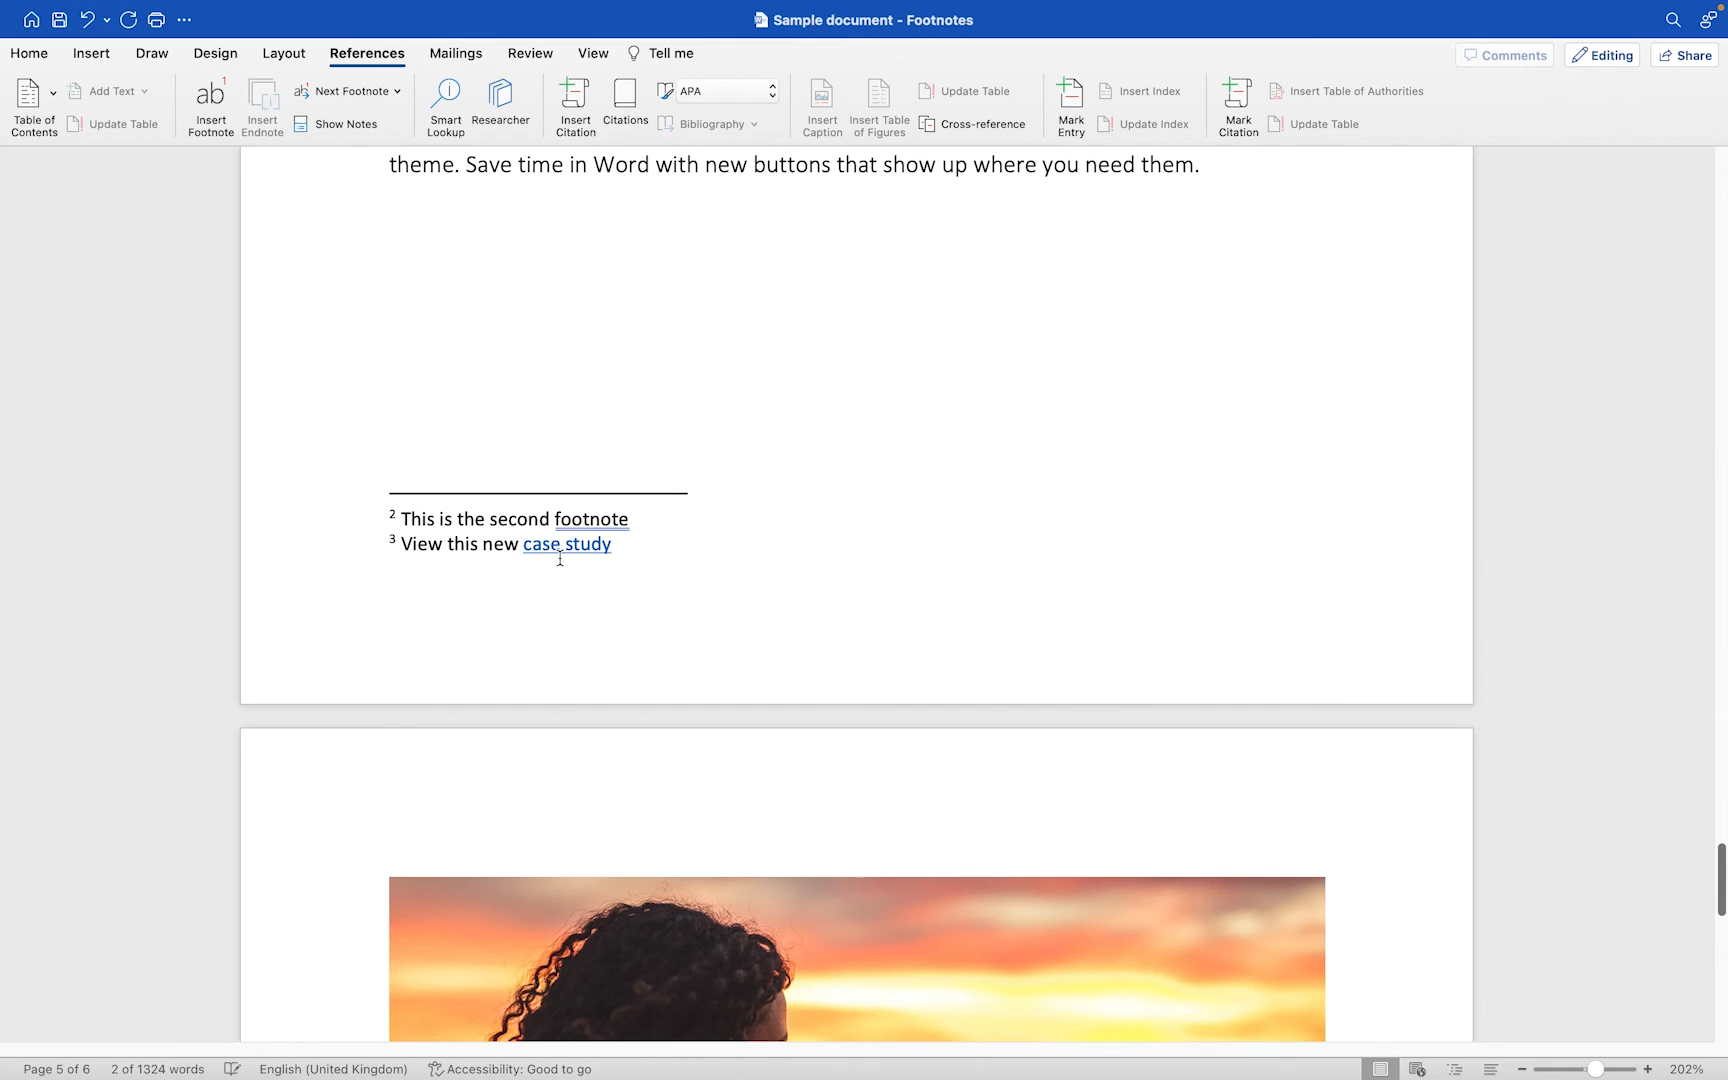 Sample document - Footnotes
Home Insert Draw Design Layout References Mailings Review View Tell me
Comments Editing Share
Table of Contents
Add Text
Update Table
ab 1
Insert Footnote
Insert Endnote
ab Next Footnote
Show Notes
Smart Lookup
Researcher
Insert Citation
Citations
APA
Bibliography
Insert Caption
Insert Table of Figures
Update Table
Cross-reference
Mark Entry
Insert Index
Update Index
Mark Citation
Insert Table of Authorities
Update Table
theme. Save time in Word with new buttons that show up where you need them.
2 This is the second footnote
3 View this new case study
Page 5 of 6 2 of 1324 words English (United Kingdom) Accessibility: Good to go 202%